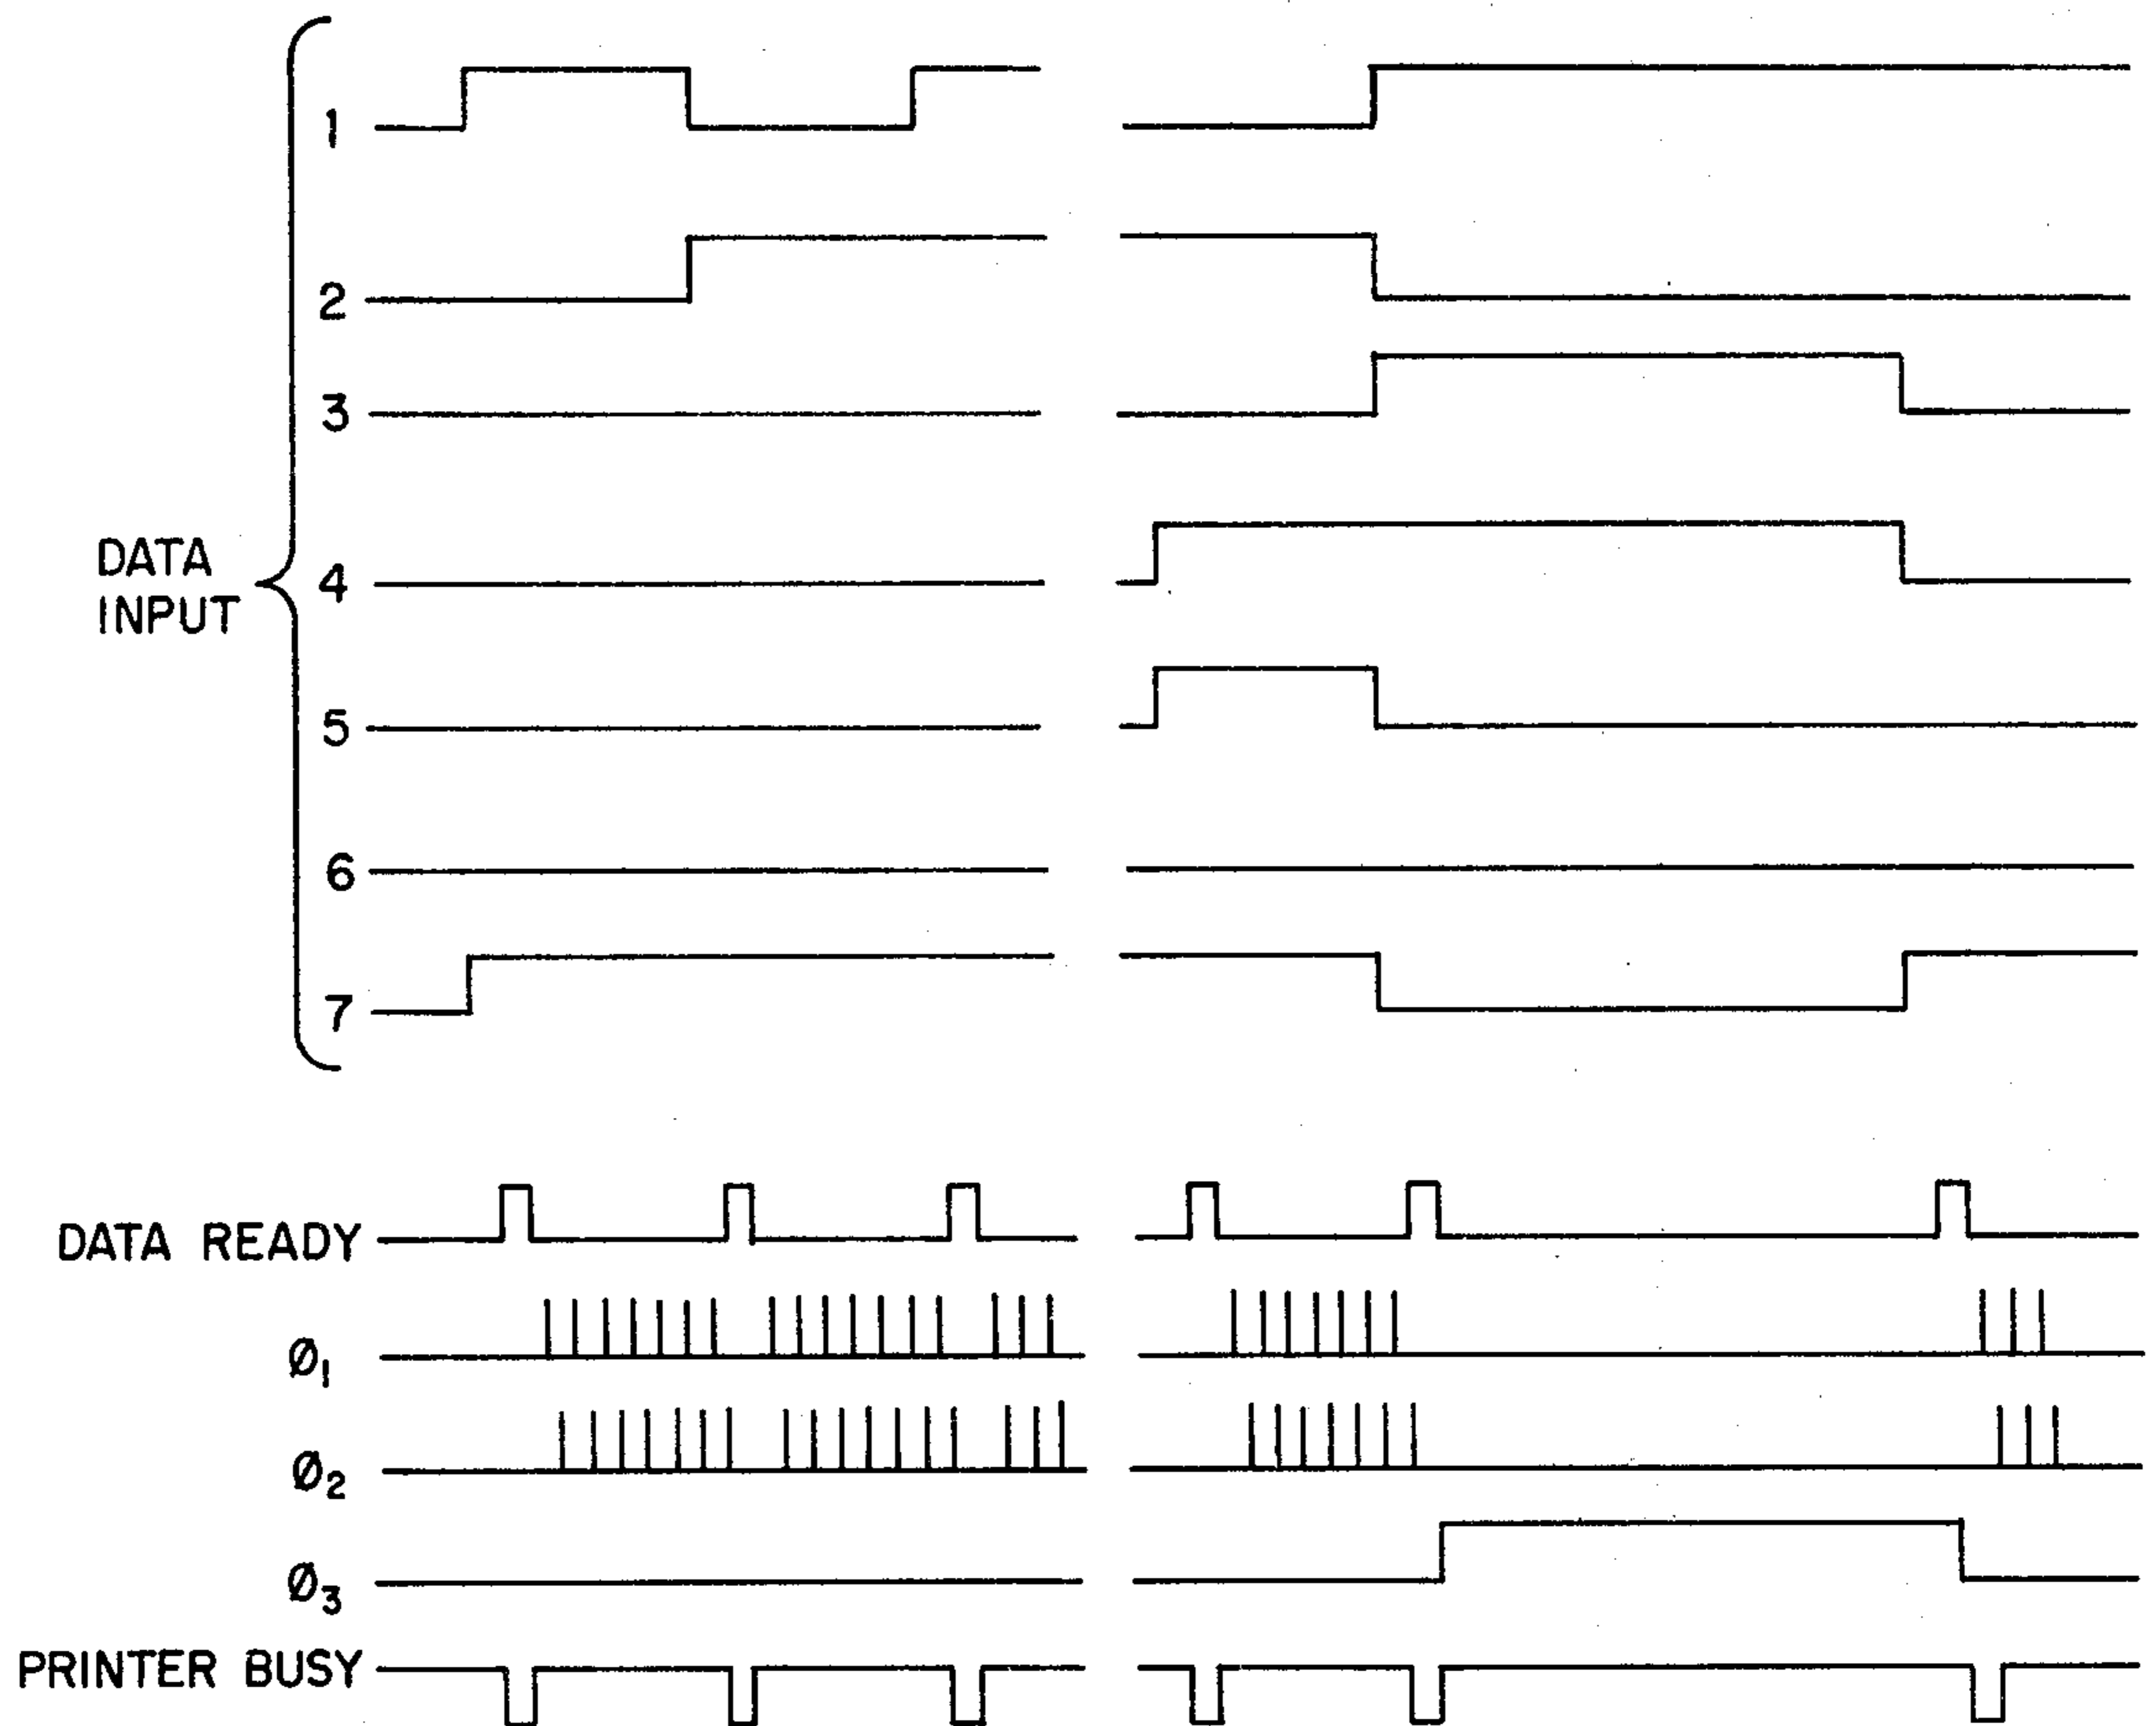 1
2
3
DATA
INPUT
4
5
6
7
DATA READY
Ø1
Ø2
Ø3
PRINTER BUSY